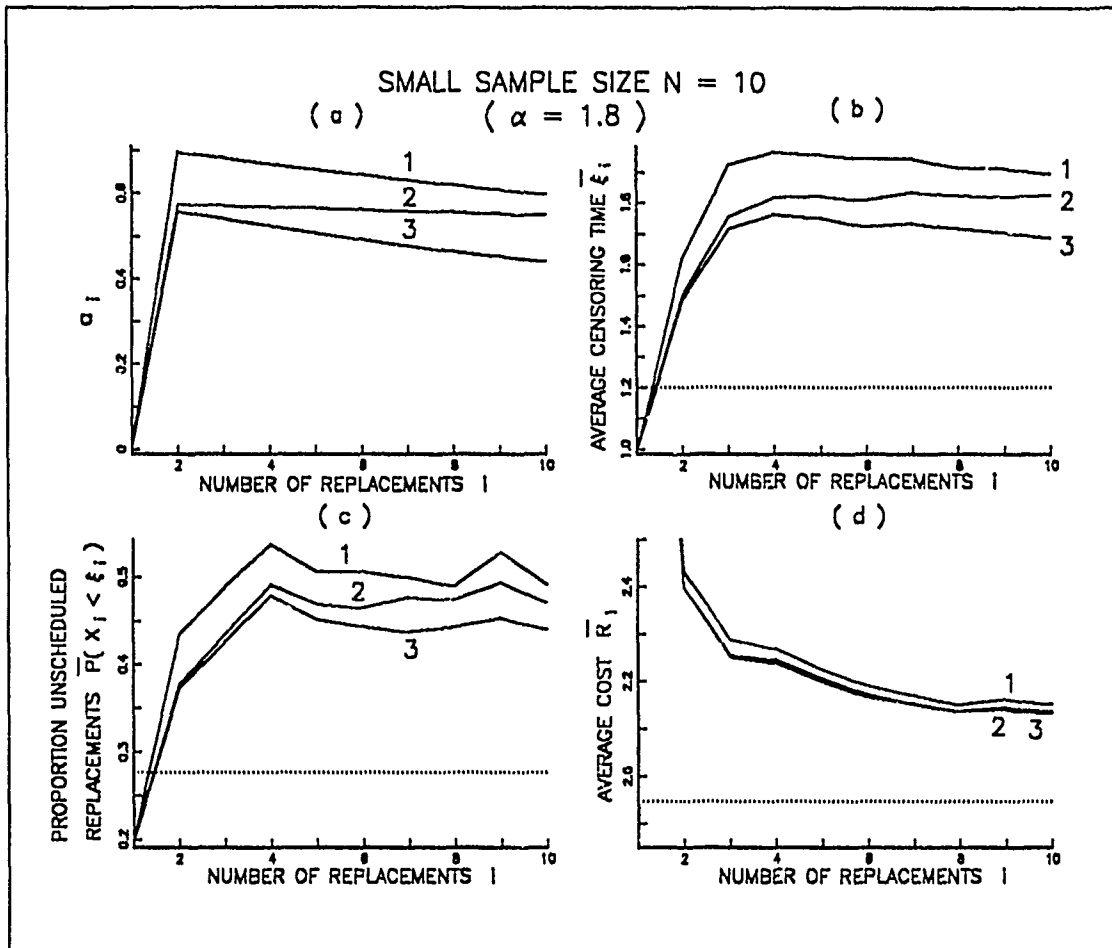 SMALL SAMPLE SIZE N = 10
( a ) ( α = 1.8 ) ( b )
a i
0.8
0.4
0.2
0
1
2
3
2 4 6 8 10
NUMBER OF REPLACEMENTS i
AVERAGE CENSORING TIME ξ̅ i
1.8
1.6
1.4
1.2
1.0
1
2
3
2 4 6 8 10
NUMBER OF REPLACEMENTS i
( c ) ( d )
PROPORTION UNSCHEDULED
REPLACEMENTS P̅( X i < ξ i )
0.5
0.4
0.3
0.2
1
2
3
2 4 6 8 10
NUMBER OF REPLACEMENTS i
AVERAGE COST R̅ i
2.4
2.2
2.6
1
2 3
2 4 6 8 10
NUMBER OF REPLACEMENTS i